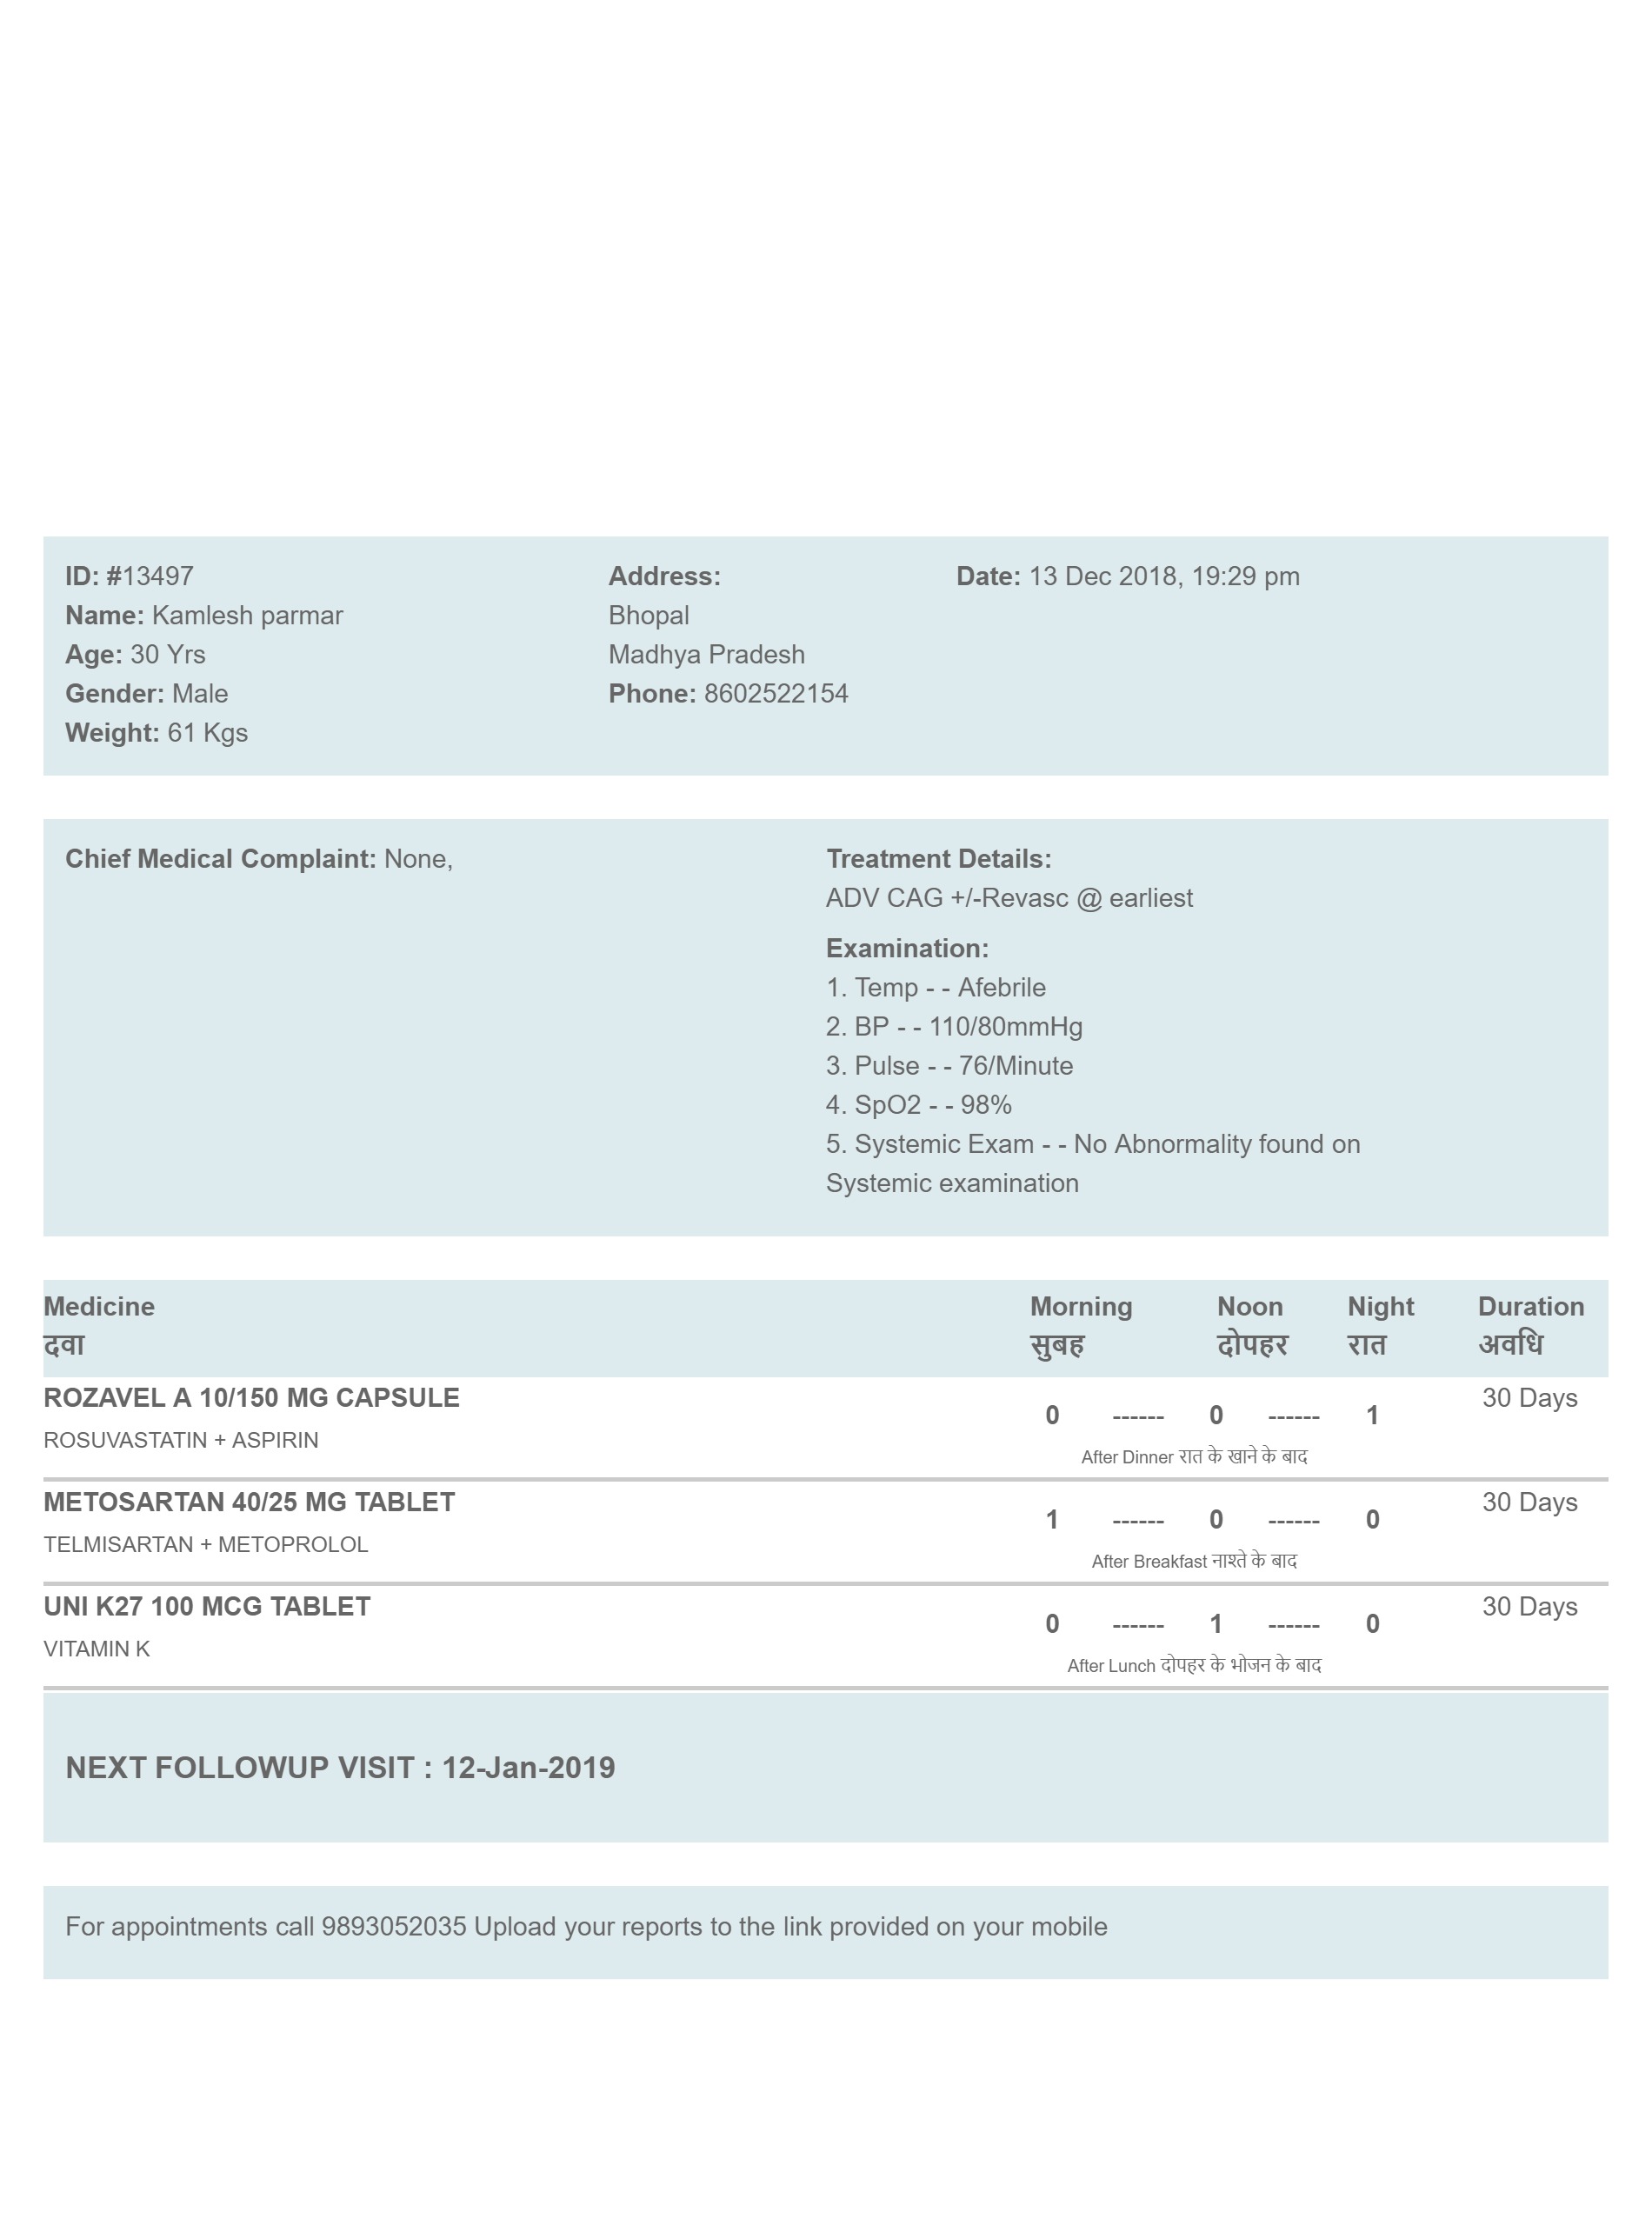 ID: #13497
Name: Kamlesh parmar
Age: 30 Yrs
Gender: Male
Weight: 61 Kgs
Address:
Bhopal
Madhya Pradesh
Phone: 8602522154
Date: 13 Dec 2018, 19:29 pm
Chief Medical Complaint: None,
Treatment Details:
ADV CAG +/-Revasc @ earliest
Examination:
1. Temp - - Afebrile
2. BP - - 110/80mmHg
3. Pulse - - 76/Minute
4. SpO2 - - 98%
5. Systemic Exam - - No Abnormality found on
Systemic examination
Medicine Morning Noon Night Duration
दवा सुबह दोपहर रात अवधि
ROZAVEL A 10/150 MG CAPSULE 0 ------ 0 ------ 1 30 Days
ROSUVASTATIN + ASPIRIN
After Dinner रात के खाने के बाद
METOSARTAN 40/25 MG TABLET 1 ------ 0 ------ 0 30 Days
TELMISARTAN + METOPROLOL
After Breakfast नाश्ते के बाद
UNI K27 100 MCG TABLET 0 ------ 1 ------ 0 30 Days
VITAMIN K
After Lunch दोपहर के भोजन के बाद
NEXT FOLLOWUP VISIT : 12-Jan-2019
For appointments call 9893052035 Upload your reports to the link provided on your mobile